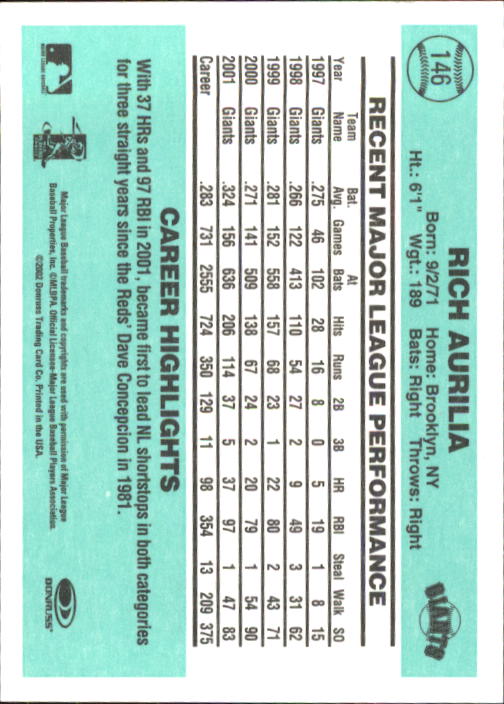 146
RICH AURILIA
Born: 9/2/71 Home: Brooklyn, NY
Ht.: 6'1" Wgt.: 189 Bats: Right Throws: Right
GIANTS
RECENT MAJOR LEAGUE PERFORMANCE
Team Bat. At
Year Name Avg. Games Bats Hits Runs 2B 3B HR RBI Steal Walk SO
1997 Giants .275 46 102 28 16 8 0 5 19 1 8 15
1998 Giants .266 122 413 110 54 27 2 9 49 3 31 62
1999 Giants .281 152 558 157 68 23 1 22 80 2 43 71
2000 Giants .271 141 509 138 67 24 2 20 79 1 54 90
2001 Giants .324 156 636 206 114 37 5 37 97 1 47 83
Career .283 731 2555 724 350 129 11 98 354 13 209 375
CAREER HIGHLIGHTS
With 37 HRs and 97 RBI in 2001, became first to lead NL shortstops in both categories
for three straight years since the Reds' Dave Concepcion in 1981.
Major League Baseball trademarks and copyrights are used with permission of Major League
Baseball Properties, Inc. ©MLBPA. Official Licensee-Major League Baseball Players Association.
©2002 Donruss Trading Card Co. Printed in the USA.
DONRUSS